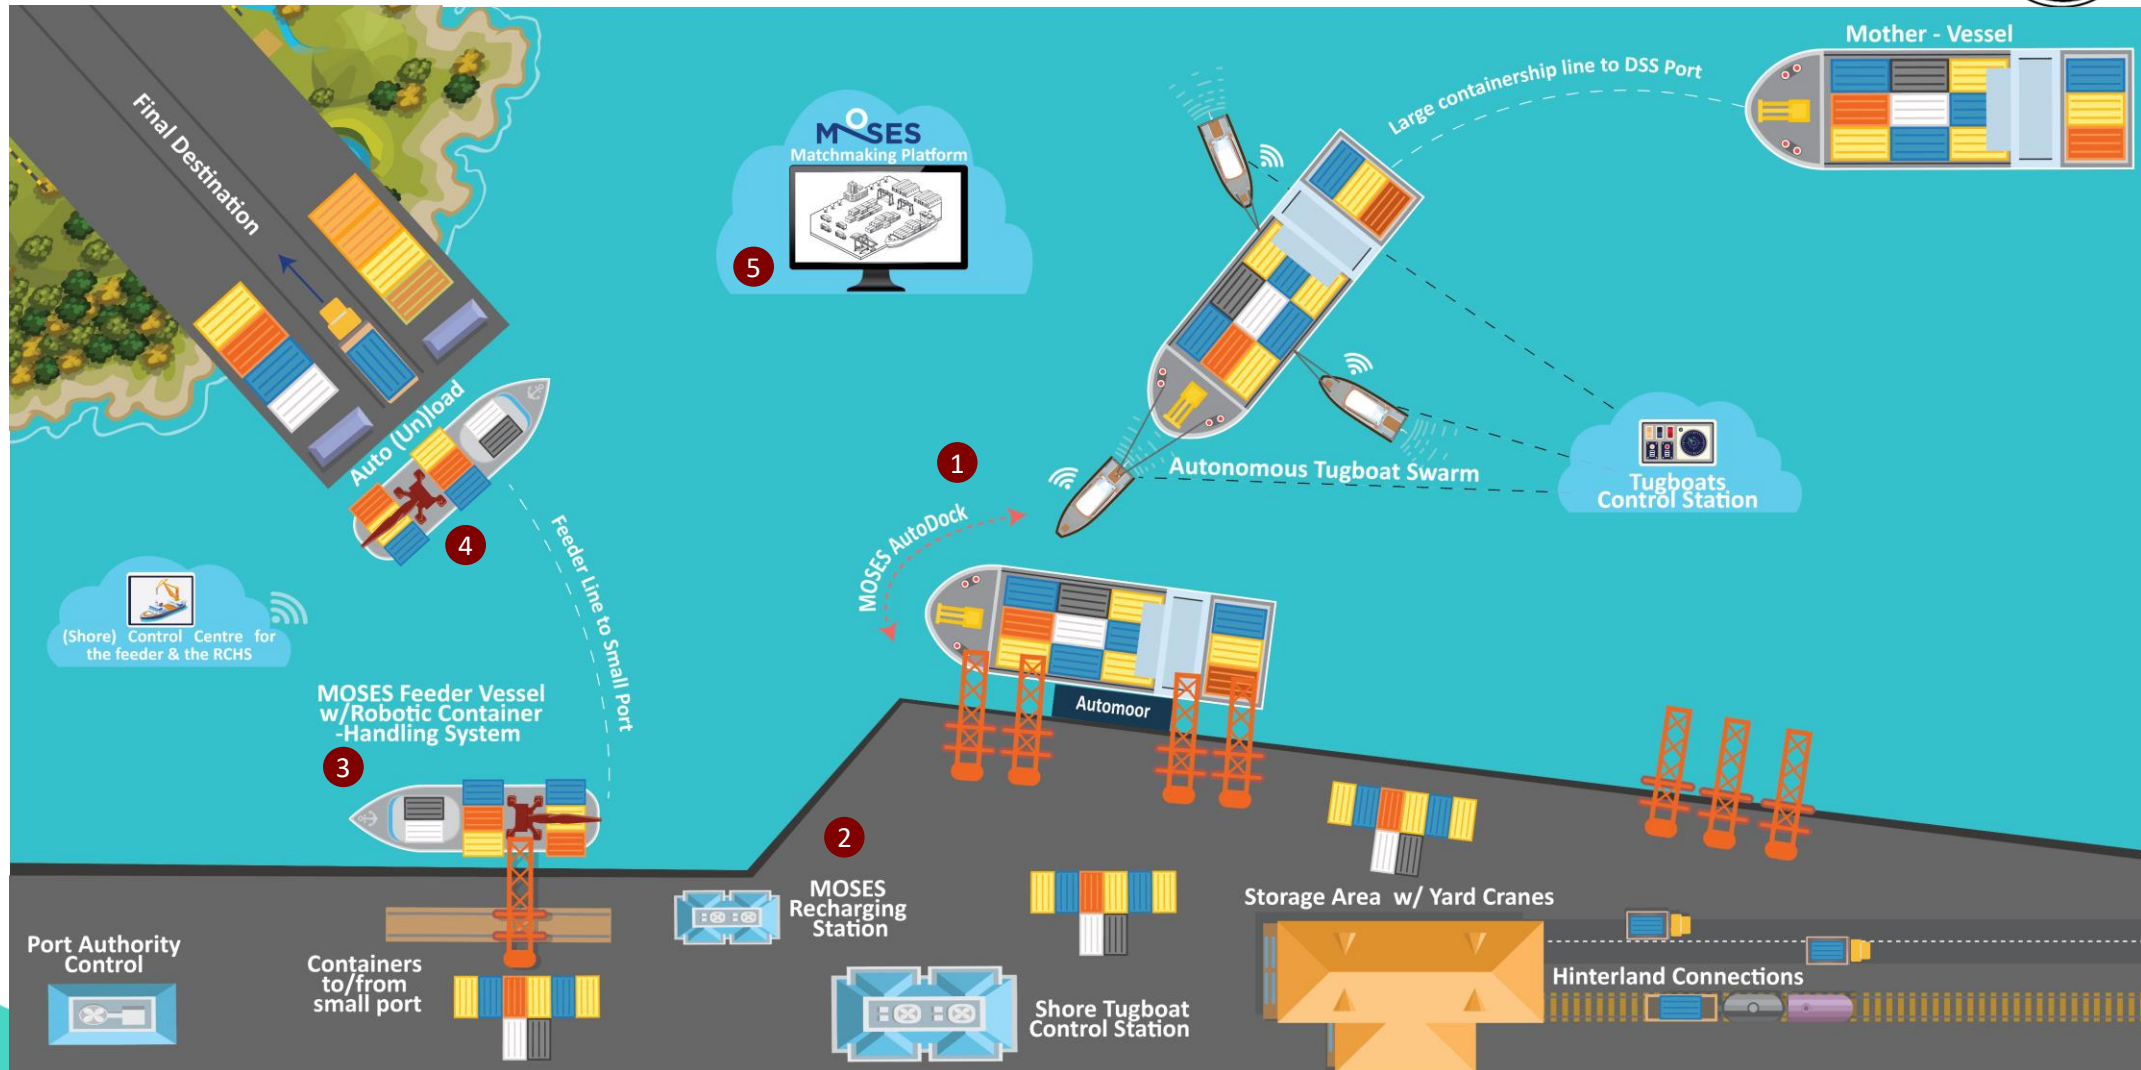 Mother - Vessel
Large containership line to DSS Port
Final Destination
MOSES
Matchmaking Platform
5
Auto (Un)load
4
1
Autonomous Tugboat Swarm
Tugboats
Control Station
MOSES AutoDock
Feeder Line to Small Port
(Shore) Control Centre for
the feeder & the RCHS
MOSES Feeder Vessel
w/Robotic Container
-Handling System
3
Automoor
2
MOSES
Recharging
Station
Storage Area w/ Yard Cranes
Port Authority
Control
Containers
to/from
small port
Hinterland Connections
Shore Tugboat
Control Station